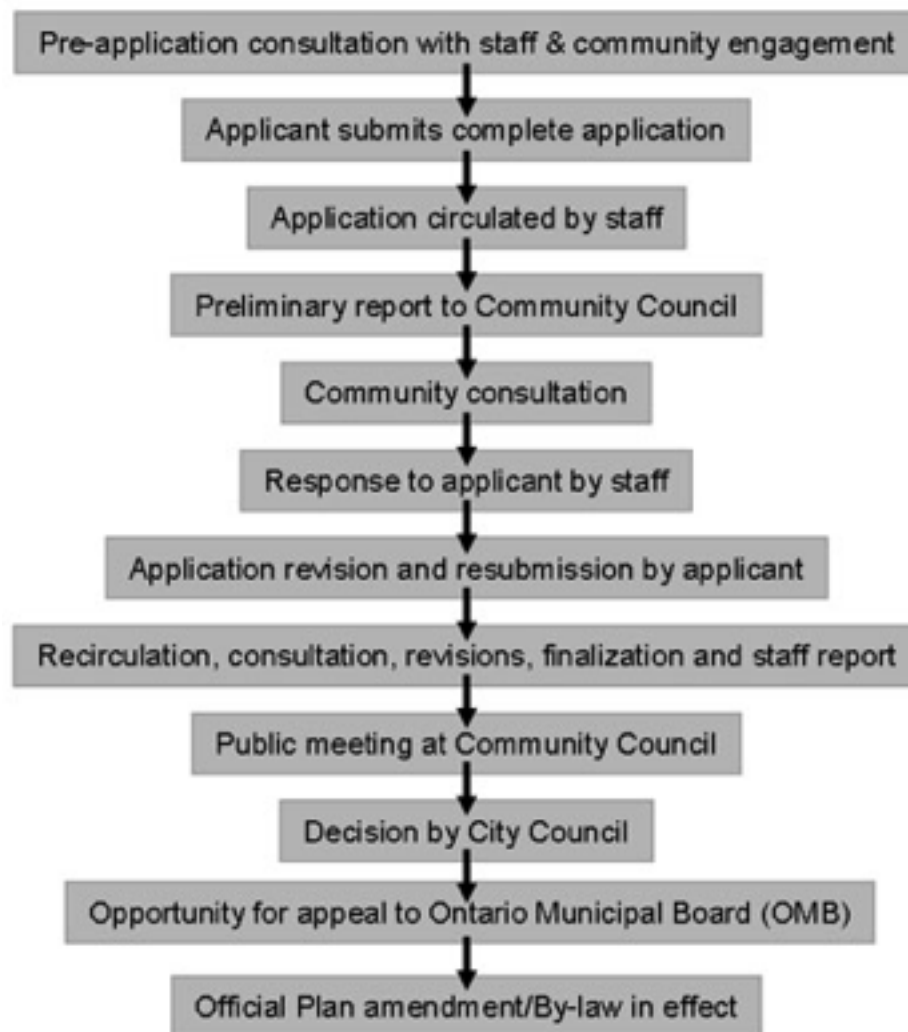 Pre-application consultation with staff & community engagement
Applicant submits complete application
Application circulated by staff
Preliminary report to Community Council
Community consultation
Response to applicant by staff
Application revision and resubmission by applicant
Recirculation, consultation, revisions, finalization and staff report
Public meeting at Community Council
Decision by City Council
Opportunity for appeal to Ontario Municipal Board (OMB)
Official Plan amendment/By-law in effect